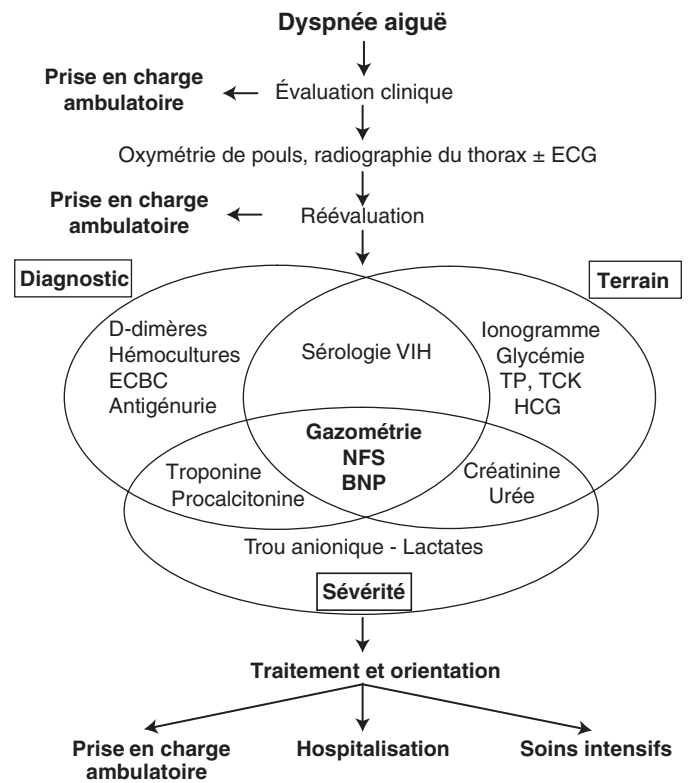 Dyspnée aiguë
Prise en charge
ambulatoire
Évaluation clinique
Oxymétrie de pouls, radiographie du thorax ± ECG
Prise en charge
ambulatoire
Réévaluation
Diagnostic
Terrain
D-dimères
Hémocultures
ECBC
Antigénurie
Sérologie VIH
Ionogramme
Glycémie
TP, TCK
HCG
Gazométrie
NFS
BNP
Troponine
Procalcitonine
Créatinine
Urée
Trou anionique - Lactates
Sévérité
Traitement et orientation
Prise en charge
ambulatoire
Hospitalisation
Soins intensifs